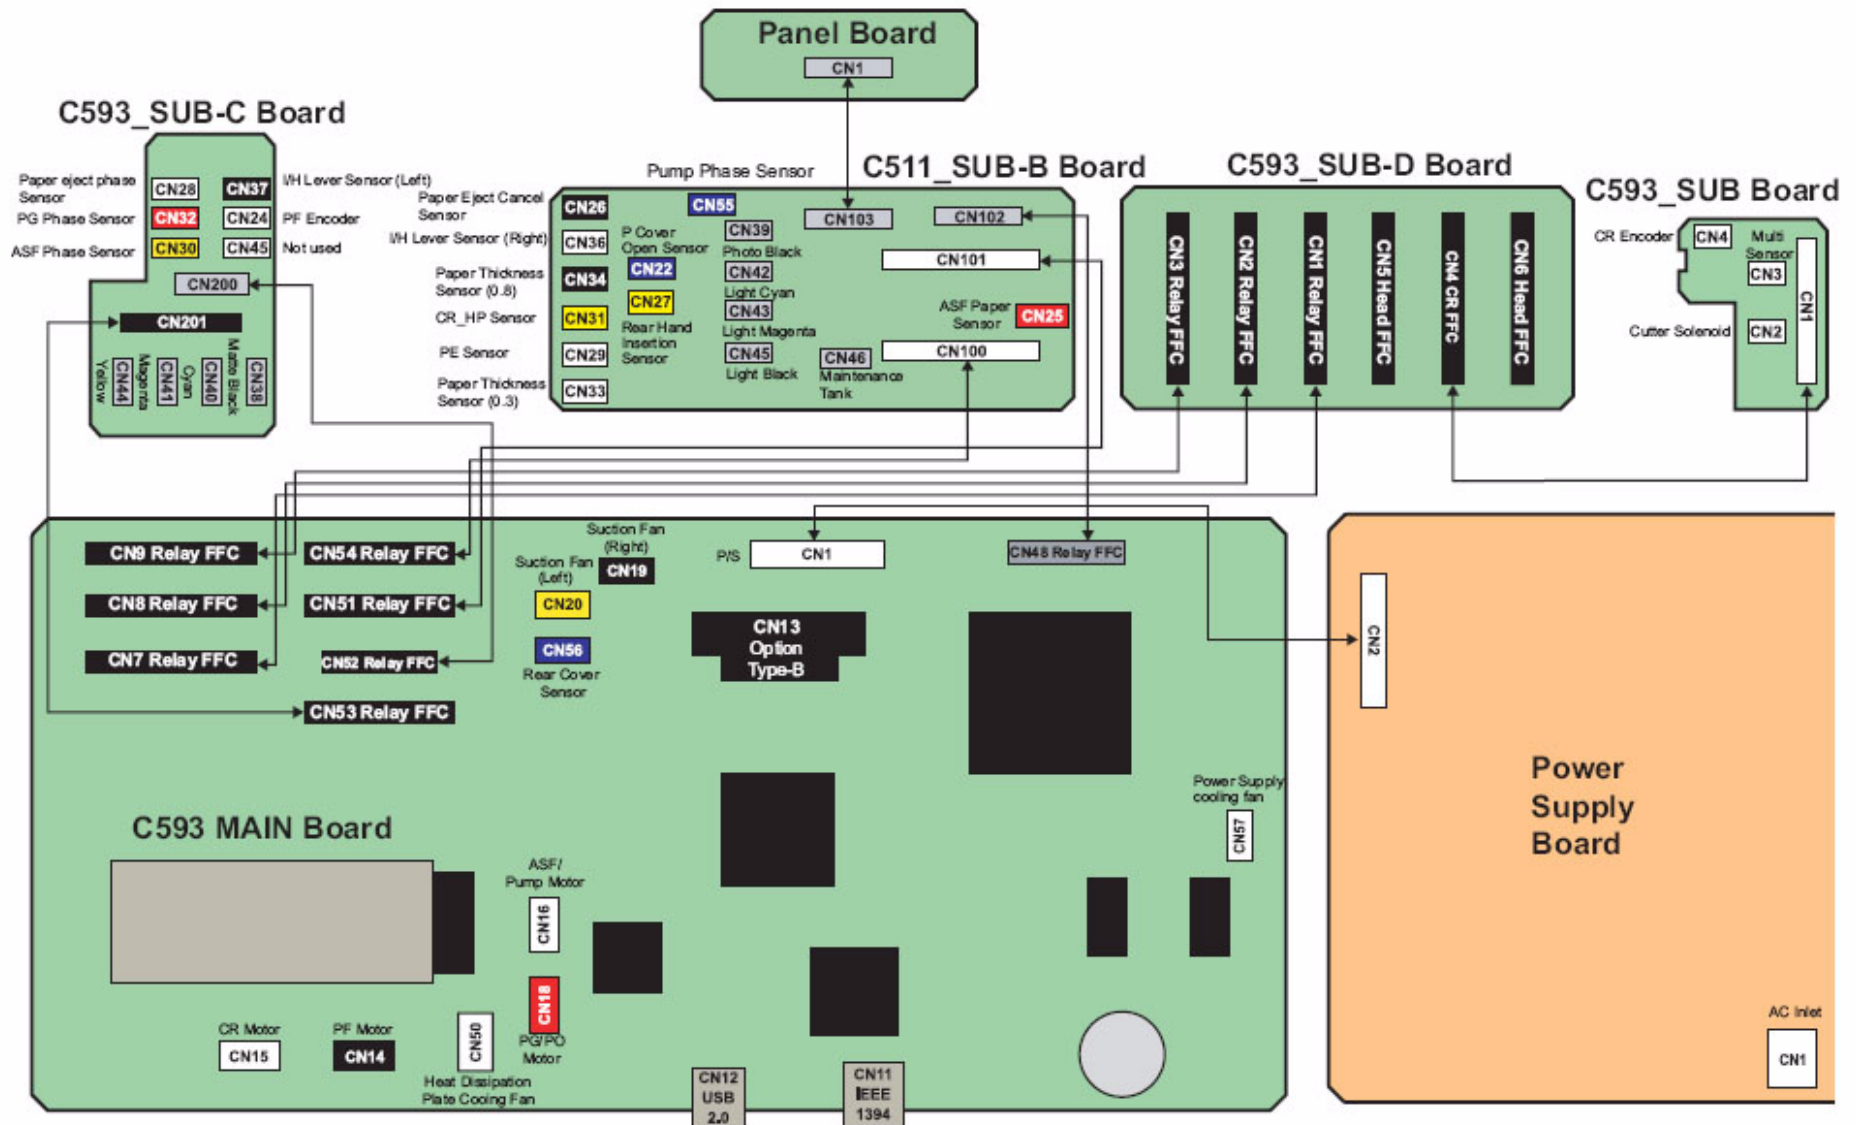 Panel Board
CN1
C593_SUB-C Board
Paper eject phase
Sensor
CN28
CN37
I/H Lever Sensor (Left)
PG Phase Sensor
CN32
CN24
PF Encoder
ASF Phase Sensor
CN30
CN45
Not used
CN200
CN201
Yellow
CN44
Magenta
CN41
Cyan
CN40
Matte Black
CN38
Pump Phase Sensor
C511_SUB-B Board
Paper Eject Cancel
Sensor
CN26
CN55
CN103
CN102
I/H Lever Sensor (Right)
CN36
P Cover
Open Sensor
CN22
CN39
Photo Black
CN101
Paper Thickness
Sensor (0.8)
CN34
CN27
Rear Hand
Insertion
Sensor
CN42
Light Cyan
CR_HP Sensor
CN31
CN43
Light Magenta
ASF Paper
Sensor
CN25
PE Sensor
CN29
CN45
Light Black
CN46
Maintenance
Tank
CN100
Paper Thickness
Sensor (0.3)
CN33
C593_SUB-D Board
CN3 Relay FFC
CN2 Relay FFC
CN1 Relay FFC
CN5 Head FFC
CN4 CR FFC
CN6 Head FFC
C593_SUB Board
CR Encoder
CN4
Multi
Sensor
CN3
CN1
Cutter Solenoid
CN2
CN9 Relay FFC
CN54 Relay FFC
CN8 Relay FFC
CN51 Relay FFC
CN7 Relay FFC
CN52 Relay FFC
CN53 Relay FFC
Suction Fan
(Right)
CN19
Suction Fan
(Left)
CN20
CN56
Rear Cover
Sensor
P/S
CN1
CN48 Relay FFC
CN13
Option
Type-B
C593 MAIN Board
ASF/
Pump Motor
CN16
CN18
PG/PO
Motor
CR Motor
CN15
PF Motor
CN14
CN50
Heat Dissipation
Plate Cooing Fan
CN12
USB
2.0
CN11
IEEE
1394
Power Supply
cooling fan
CN57
CN2
Power
Supply
Board
AC Inlet
CN1